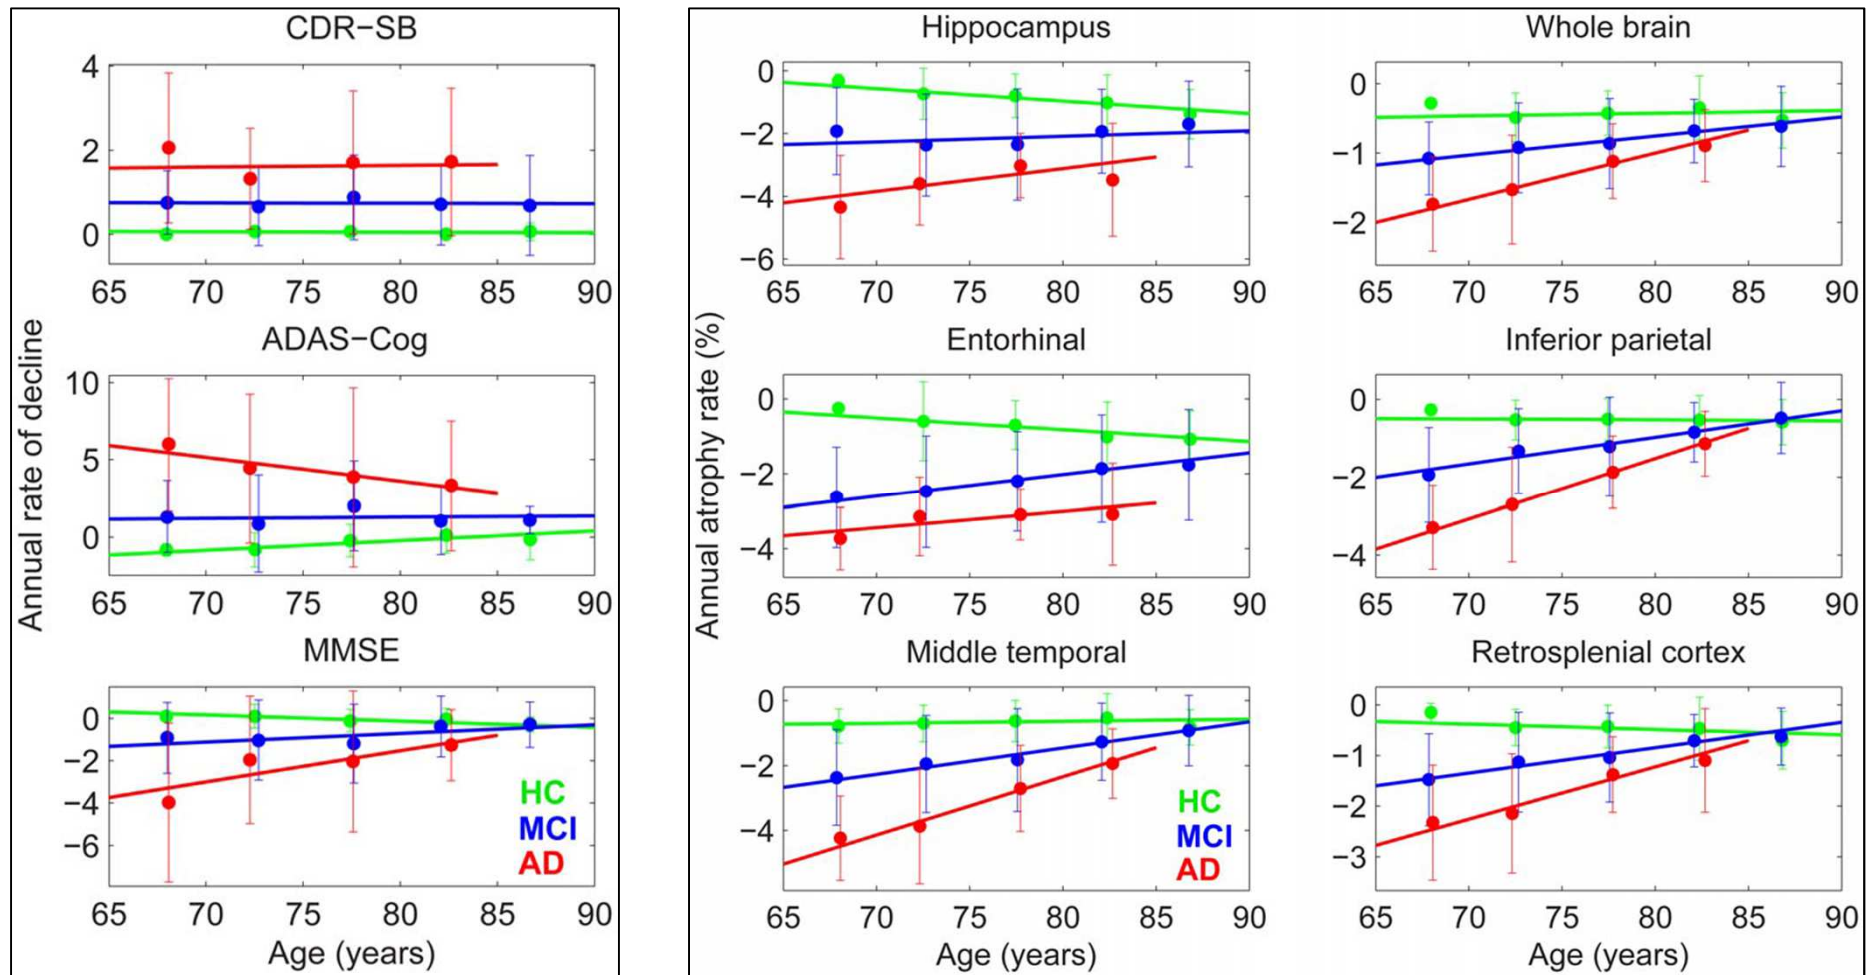 CDR−SB
4
2
0
65 70 75 80 85 90
ADAS−Cog
10
5
0
65 70 75 80 85 90
MMSE
0
−2
−4
−6
HC
MCI
AD
65 70 75 80 85 90
Age (years)
Annual rate of decline
Hippocampus
0
−2
−4
−6
65 70 75 80 85 90
Whole brain
0
−1
−2
65 70 75 80 85 90
Entorhinal
0
−2
−4
65 70 75 80 85 90
Inferior parietal
0
−2
−4
65 70 75 80 85 90
Middle temporal
0
−2
−4
HC
MCI
AD
65 70 75 80 85 90
Age (years)
Retrosplenial cortex
0
−1
−2
−3
65 70 75 80 85 90
Age (years)
Annual atrophy rate (%)